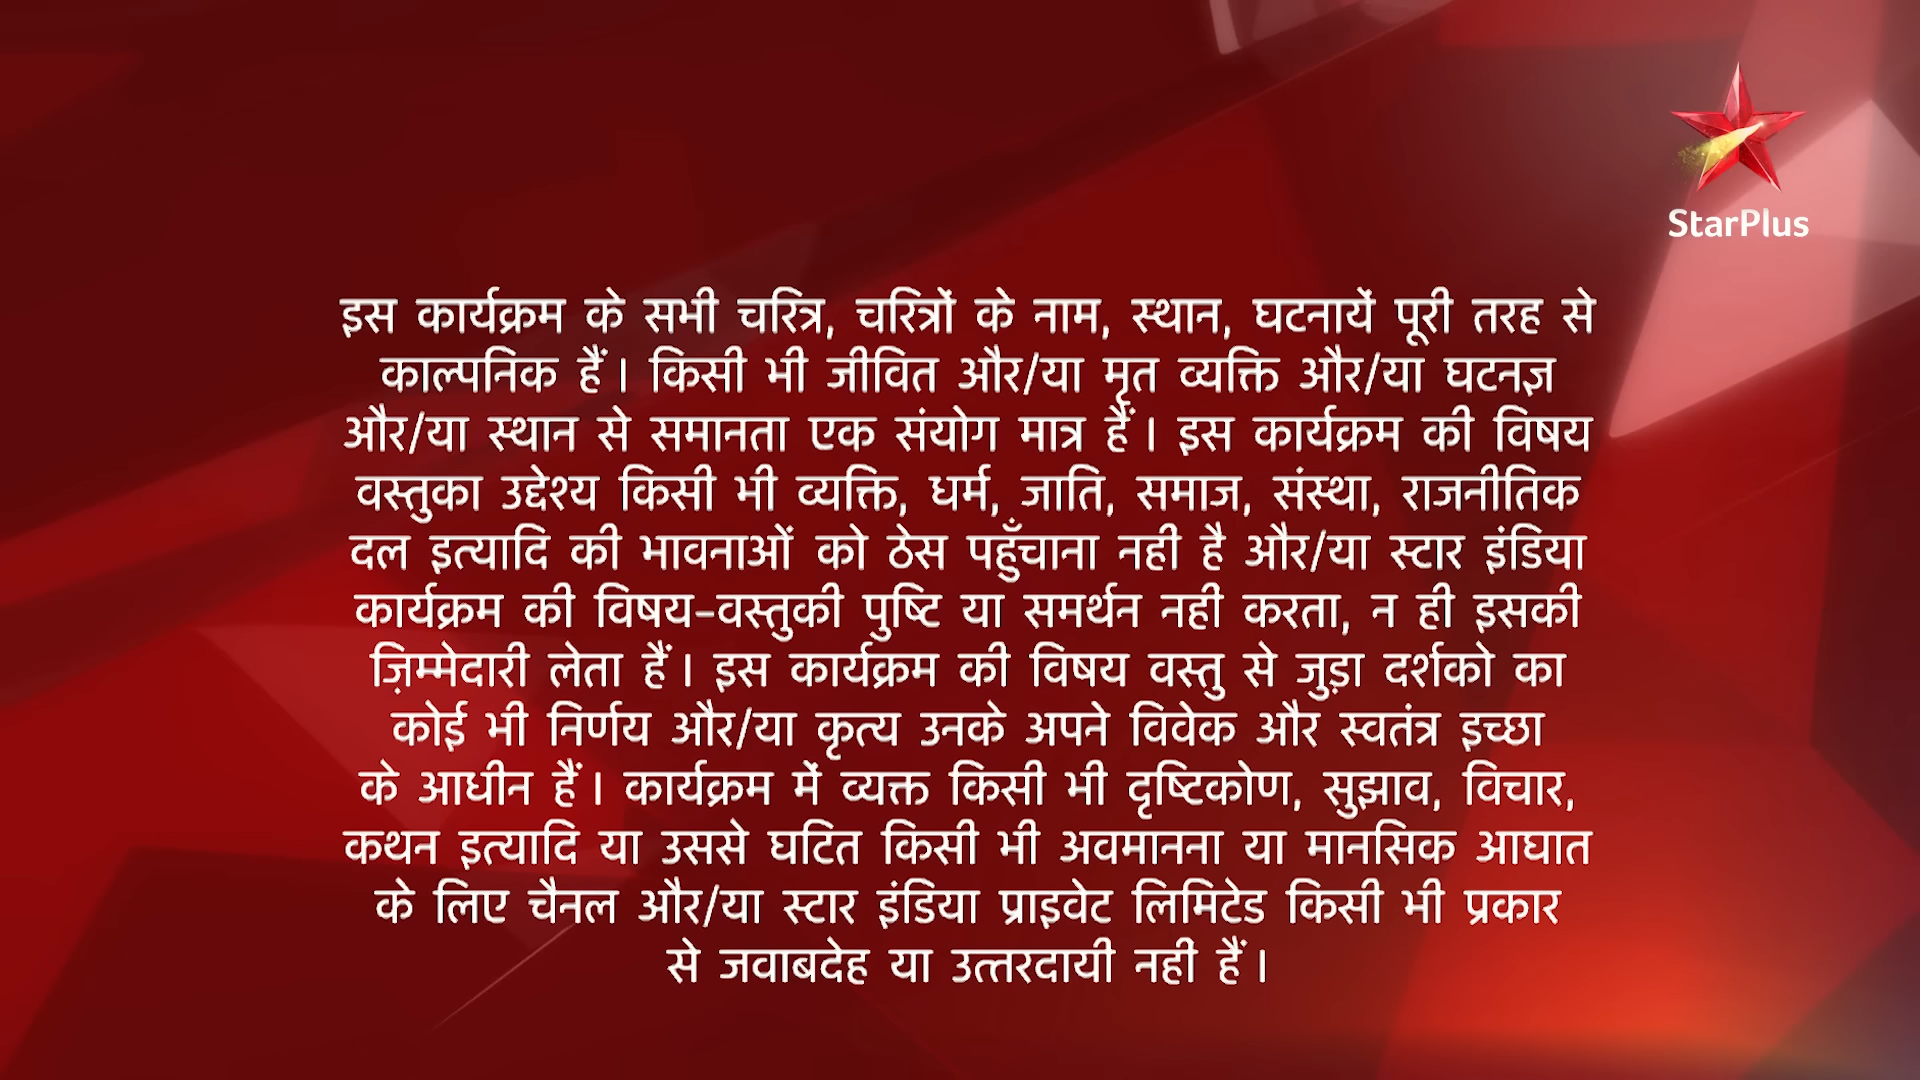 StarPlus
इस कार्यक्रम के सभी चरित्र, चरित्रों के नाम, स्थान, घटनायें पूरी तरह से
काल्पनिक हैं। किसी भी जीवित और/या मृत व्यक्ति और/या घटनज्ञ
और/या स्थान से समानता एक संयोग मात्र हैं। इस कार्यक्रम की विषय
वस्तुका उद्देश्य किसी भी व्यक्ति, धर्म, जाति, समाज, संस्था, राजनीतिक
दल इत्यादि की भावनाओं को ठेस पहुँचाना नही है और/या स्टार इंडिया
कार्यक्रम की विषय-वस्तुकी पुष्टि या समर्थन नही करता, न ही इसकी
ज़िम्मेदारी लेता हैं। इस कार्यक्रम की विषय वस्तु से जुड़ा दर्शको का
कोई भी निर्णय और/या कृत्य उनके अपने विवेक और स्वतंत्र इच्छा
के आधीन हैं। कार्यक्रम में व्यक्त किसी भी दृष्टिकोण, सुझाव, विचार,
कथन इत्यादि या उससे घटित किसी भी अवमानना या मानसिक आघात
के लिए चैनल और/या स्टार इंडिया प्राइवेट लिमिटेड किसी भी प्रकार
से जवाबदेह या उत्तरदायी नहीं हैं।